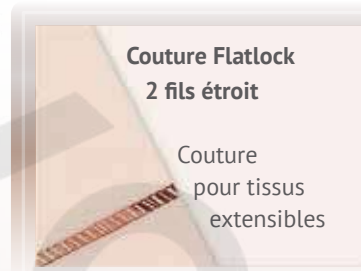 Couture Flatlock
2 fils étroit
Couture
pour tissus
extensibles